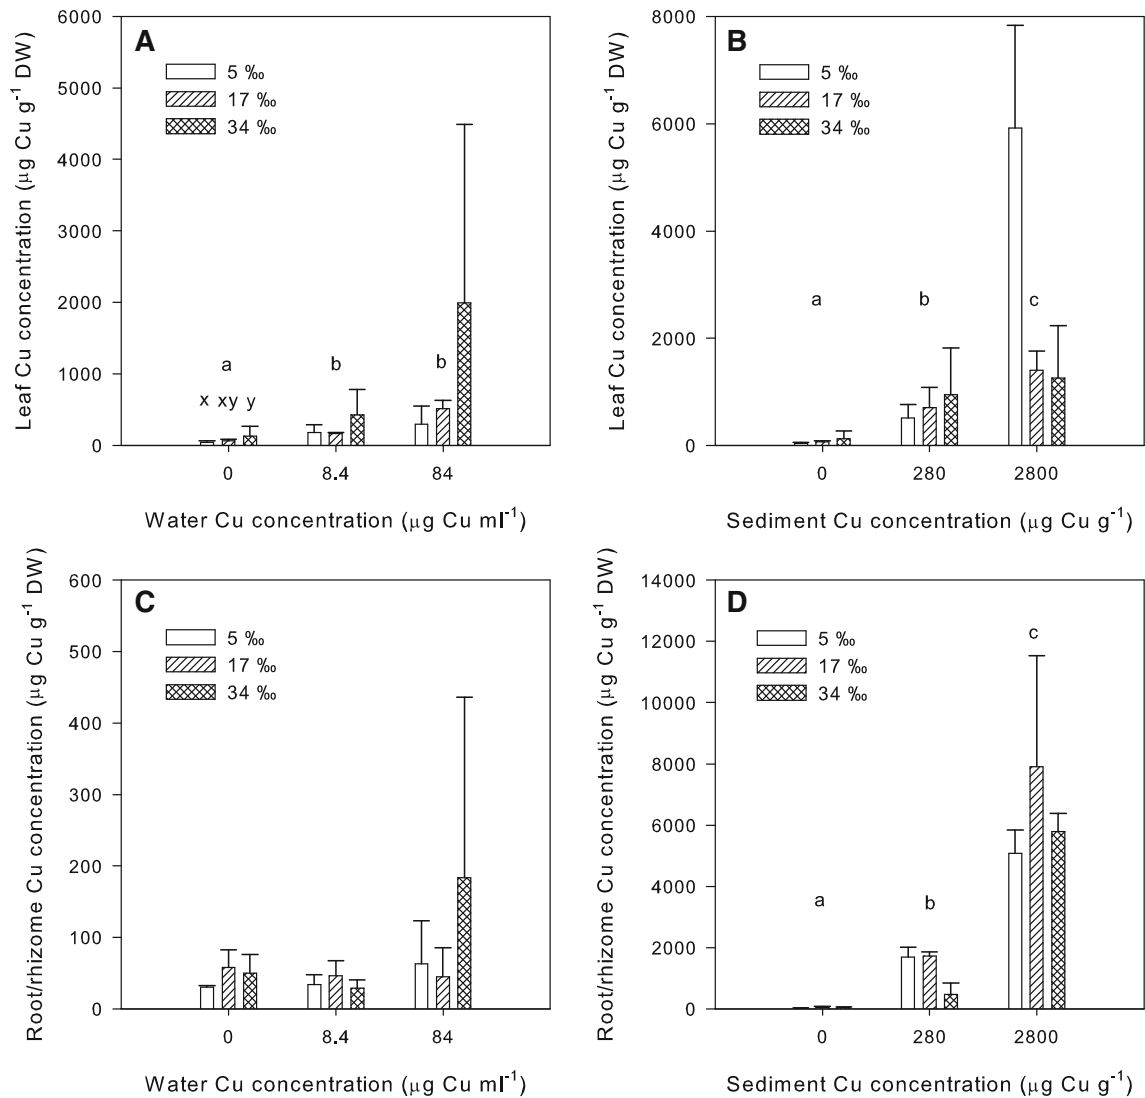 A
Leaf Cu concentration (μg Cu g⁻¹ DW)
6000
5000
4000
3000
2000
1000
0
5 ‰
17 ‰
34 ‰
a
b
b
x xy y
0 8.4 84
Water Cu concentration (μg Cu ml⁻¹)
B
Leaf Cu concentration (μg Cu g⁻¹ DW)
8000
6000
4000
2000
0
5 ‰
17 ‰
34 ‰
a b c
0 280 2800
Sediment Cu concentration (μg Cu g⁻¹)
C
Root/rhizome Cu concentration (μg Cu g⁻¹ DW)
600
500
400
300
200
100
0
5 ‰
17 ‰
34 ‰
0 8.4 84
Water Cu concentration (μg Cu ml⁻¹)
D
Root/rhizome Cu concentration (μg Cu g⁻¹ DW)
14000
12000
10000
8000
6000
4000
2000
0
5 ‰
17 ‰
34 ‰
c
a b
0 280 2800
Sediment Cu concentration (μg Cu g⁻¹)